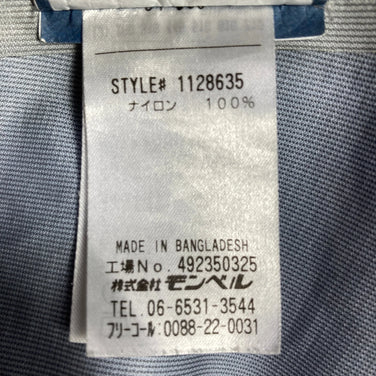 STYLE# 1128635
ナイロン 100%
MADE IN BANGLADESH
工場No. 492350325
株式会社 モンベル
TEL. 06-6531-3544
フリーコール:0088-22-0031